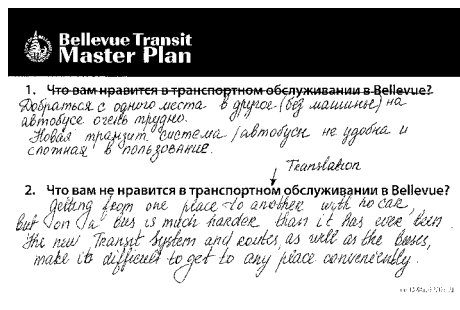 Bellevue Transit
Master Plan
1. Что вам нравится в транспортном обслуживании в Bellevue?
Добраться с одного места в другое (без машины) на
автобусе очень трудно.
Новая транзит система/автобусы не удобна и
сложная в пользование.
Translation
2. Что вам не нравится в транспортном обслуживании в Bellevue?
Getting from one place to another with no car,
but on a bus is much harder than it has ever been.
The new Transit System and routes, as well as the buses,
make it difficult to get to any place conveniently.